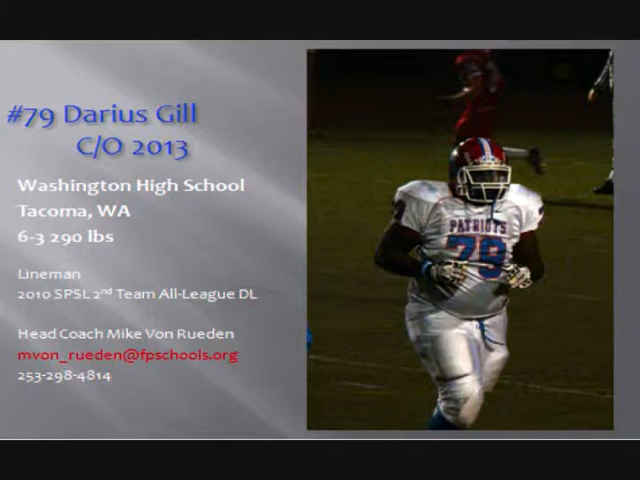 #79 Darius Gill
C/O 2013
Washington High School
Tacoma, WA
6-3 290 lbs
Lineman
2010 SPSL 2nd Team All-League DL
Head Coach Mike Von Rueden
mvon_rueden@fpschools.org
253-298-4814
PATRIOTS
79